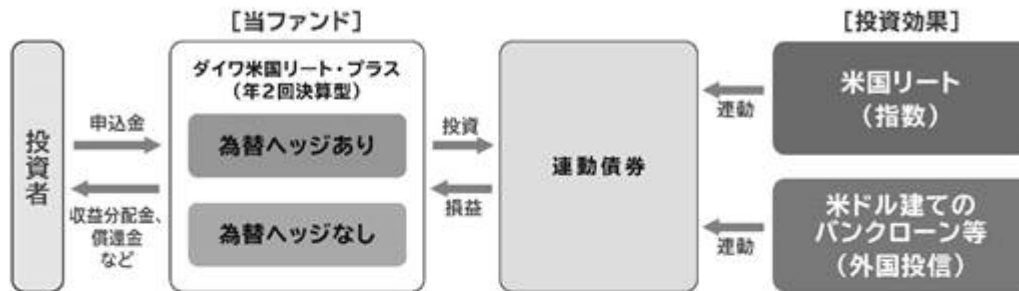 [当ファンド]
[投資効果]
投資者
申込金
収益分配金、
償還金
など
ダイワ米国リート・プラス
(年2回決算型)
為替ヘッジあり
為替ヘッジなし
投資
損益
連動債券
連動
連動
米国リート
(指数)
米ドル建ての
バンクローン等
(外国投信)